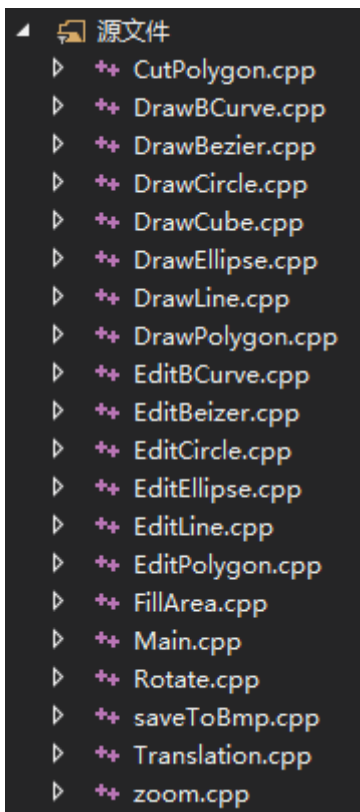 源文件
CutPolygon.cpp
DrawBCurve.cpp
DrawBezier.cpp
DrawCircle.cpp
DrawCube.cpp
DrawEllipse.cpp
DrawLine.cpp
DrawPolygon.cpp
EditBCurve.cpp
EditBeizer.cpp
EditCircle.cpp
EditEllipse.cpp
EditLine.cpp
EditPolygon.cpp
FillArea.cpp
Main.cpp
Rotate.cpp
saveToBmp.cpp
Translation.cpp
zoom.cpp